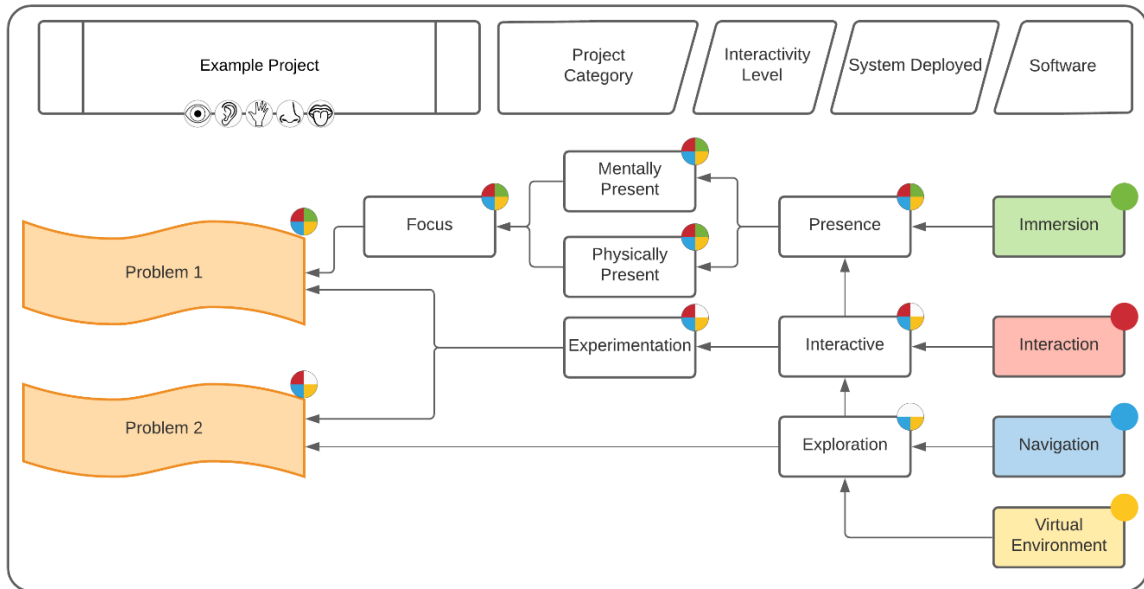 Example Project
Project
Category
Interactivity
Level
System Deployed
Software
Mentally
Present
Focus
Presence
Immersion
Physically
Present
Problem 1
Experimentation
Interactive
Interaction
Problem 2
Exploration
Navigation
Virtual
Environment